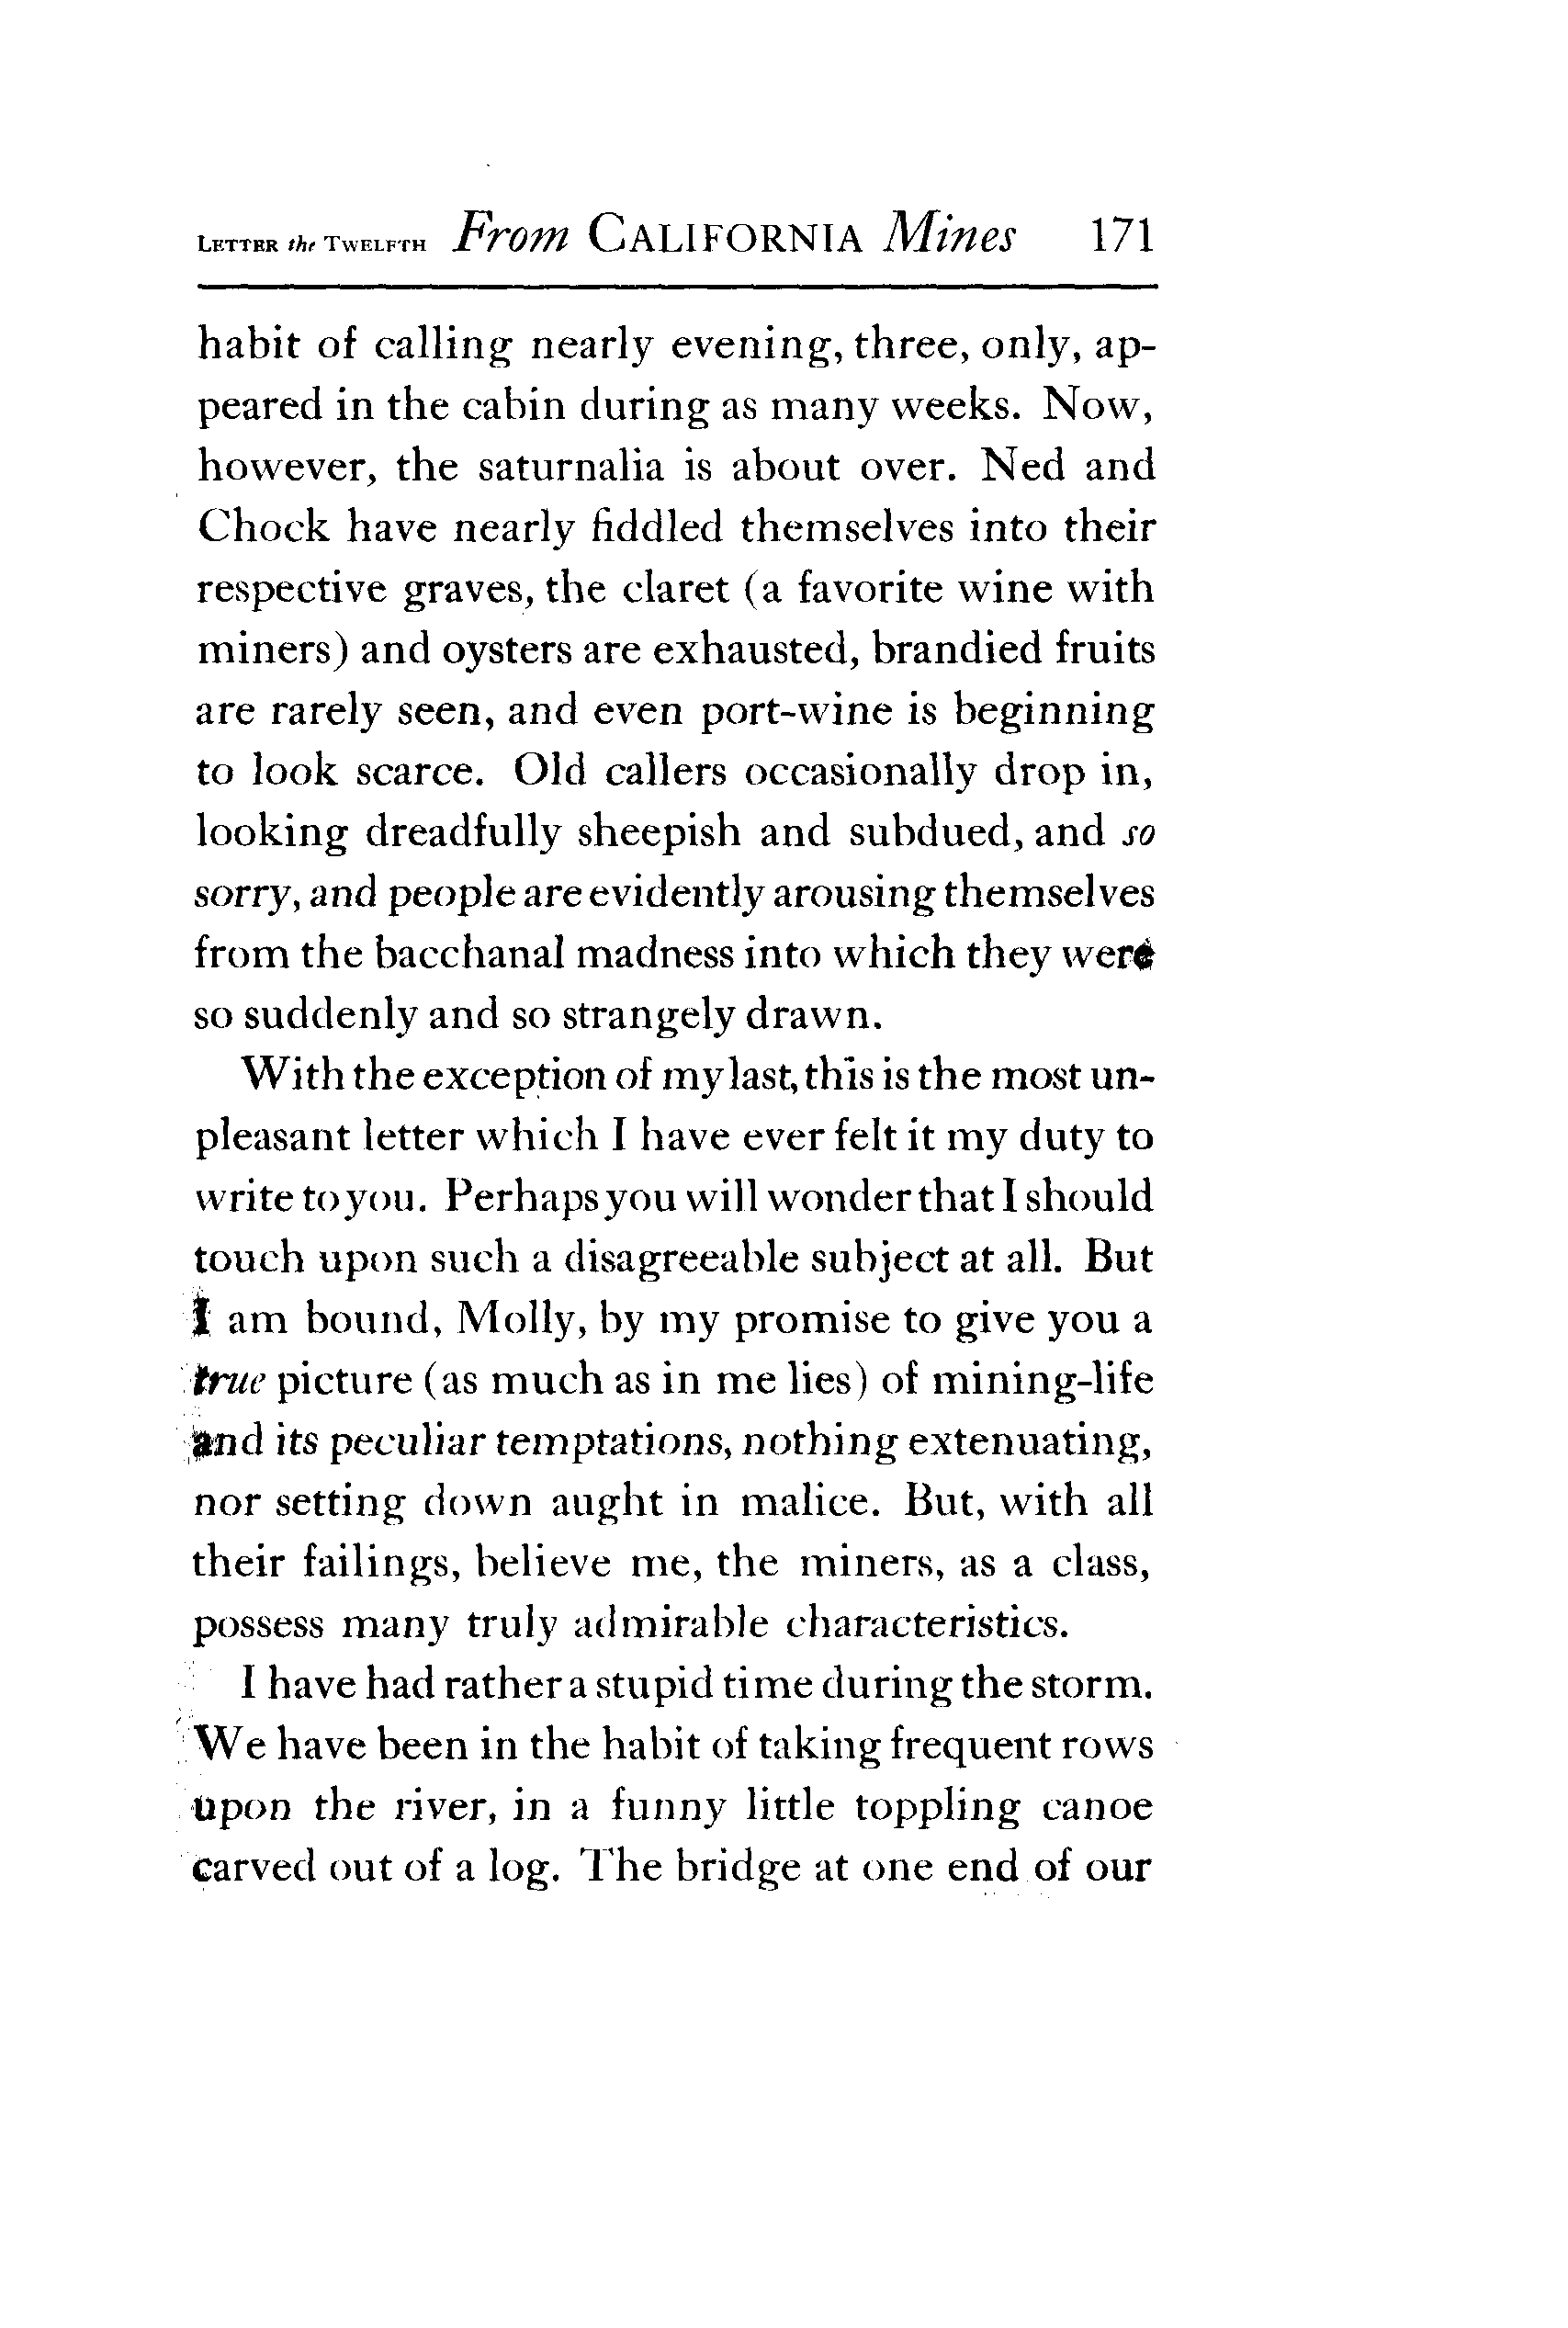 LETTER the TWELFTH From CALIFORNIA Mines 171
habit of calling nearly evening, three, only, ap-
peared in the cabin during as many weeks. Now,
however, the saturnalia is about over. Ned and
Chock have nearly fiddled themselves into their
respective graves, the claret (a favorite wine with
miners) and oysters are exhausted, brandied fruits
are rarely seen, and even port-wine is beginning
to look scarce. Old callers occasionally drop in,
looking dreadfully sheepish and subdued, and so
sorry, and people are evidently arousing themselves
from the bacchanal madness into which they were
so suddenly and so strangely drawn.
With the exception of my last, this is the most un-
pleasant letter which I have ever felt it my duty to
write to you. Perhaps you will wonder that I should
touch upon such a disagreeable subject at all. But
I am bound, Molly, by my promise to give you a
true picture (as much as in me lies) of mining-life
and its peculiar temptations, nothing extenuating,
nor setting down aught in malice. But, with all
their failings, believe me, the miners, as a class,
possess many truly admirable characteristics.
I have had rather a stupid time during the storm.
We have been in the habit of taking frequent rows
upon the river, in a funny little toppling canoe
carved out of a log. The bridge at one end of our